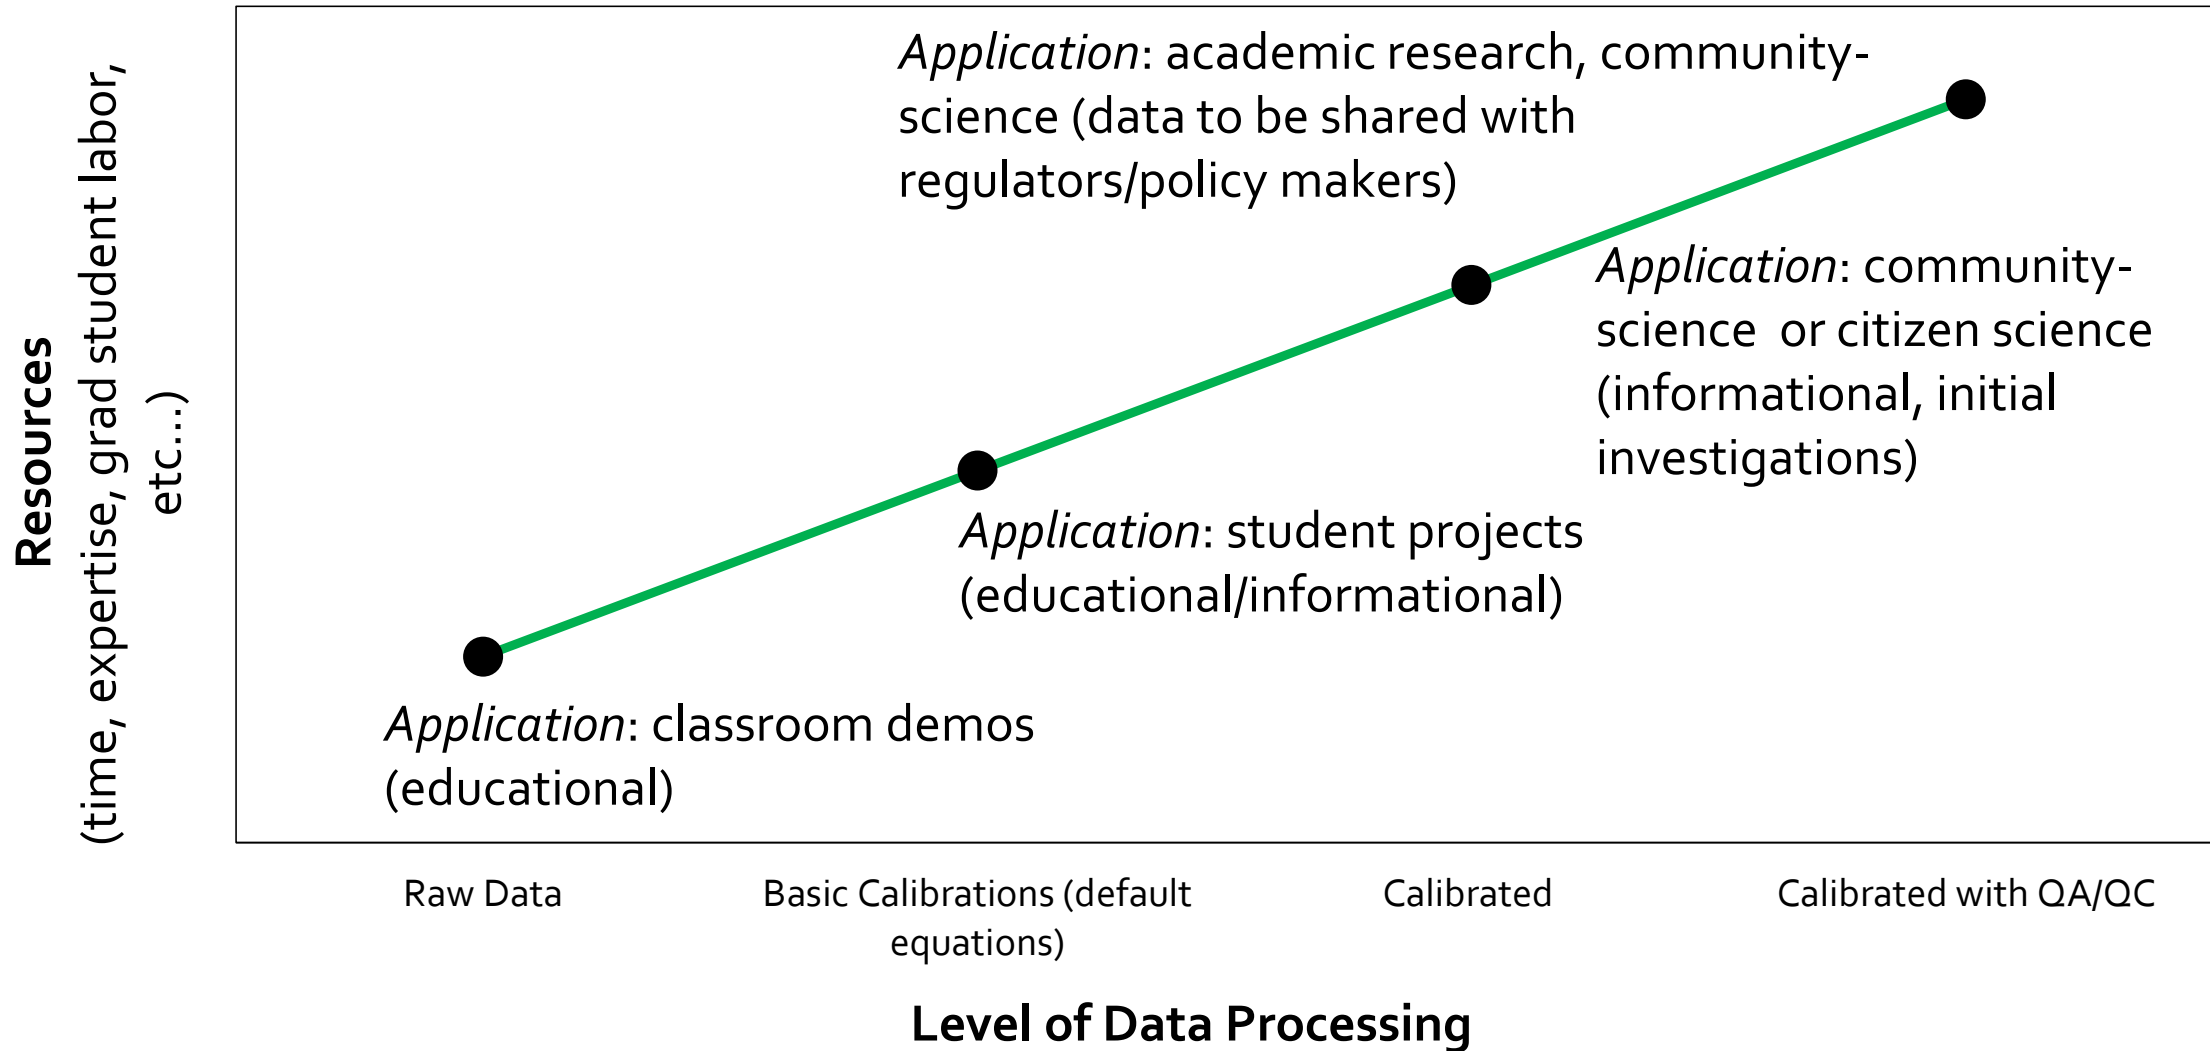 Resources
(time, expertise, grad student labor,
etc...)
Application: academic research, community-
science (data to be shared with
regulators/policy makers)
Application: community-
science  or citizen science
(informational, initial
investigations)
Application: student projects
(educational/informational)
Application: classroom demos
(educational)
Raw Data
Basic Calibrations (default
equations)
Calibrated
Calibrated with QA/QC
Level of Data Processing